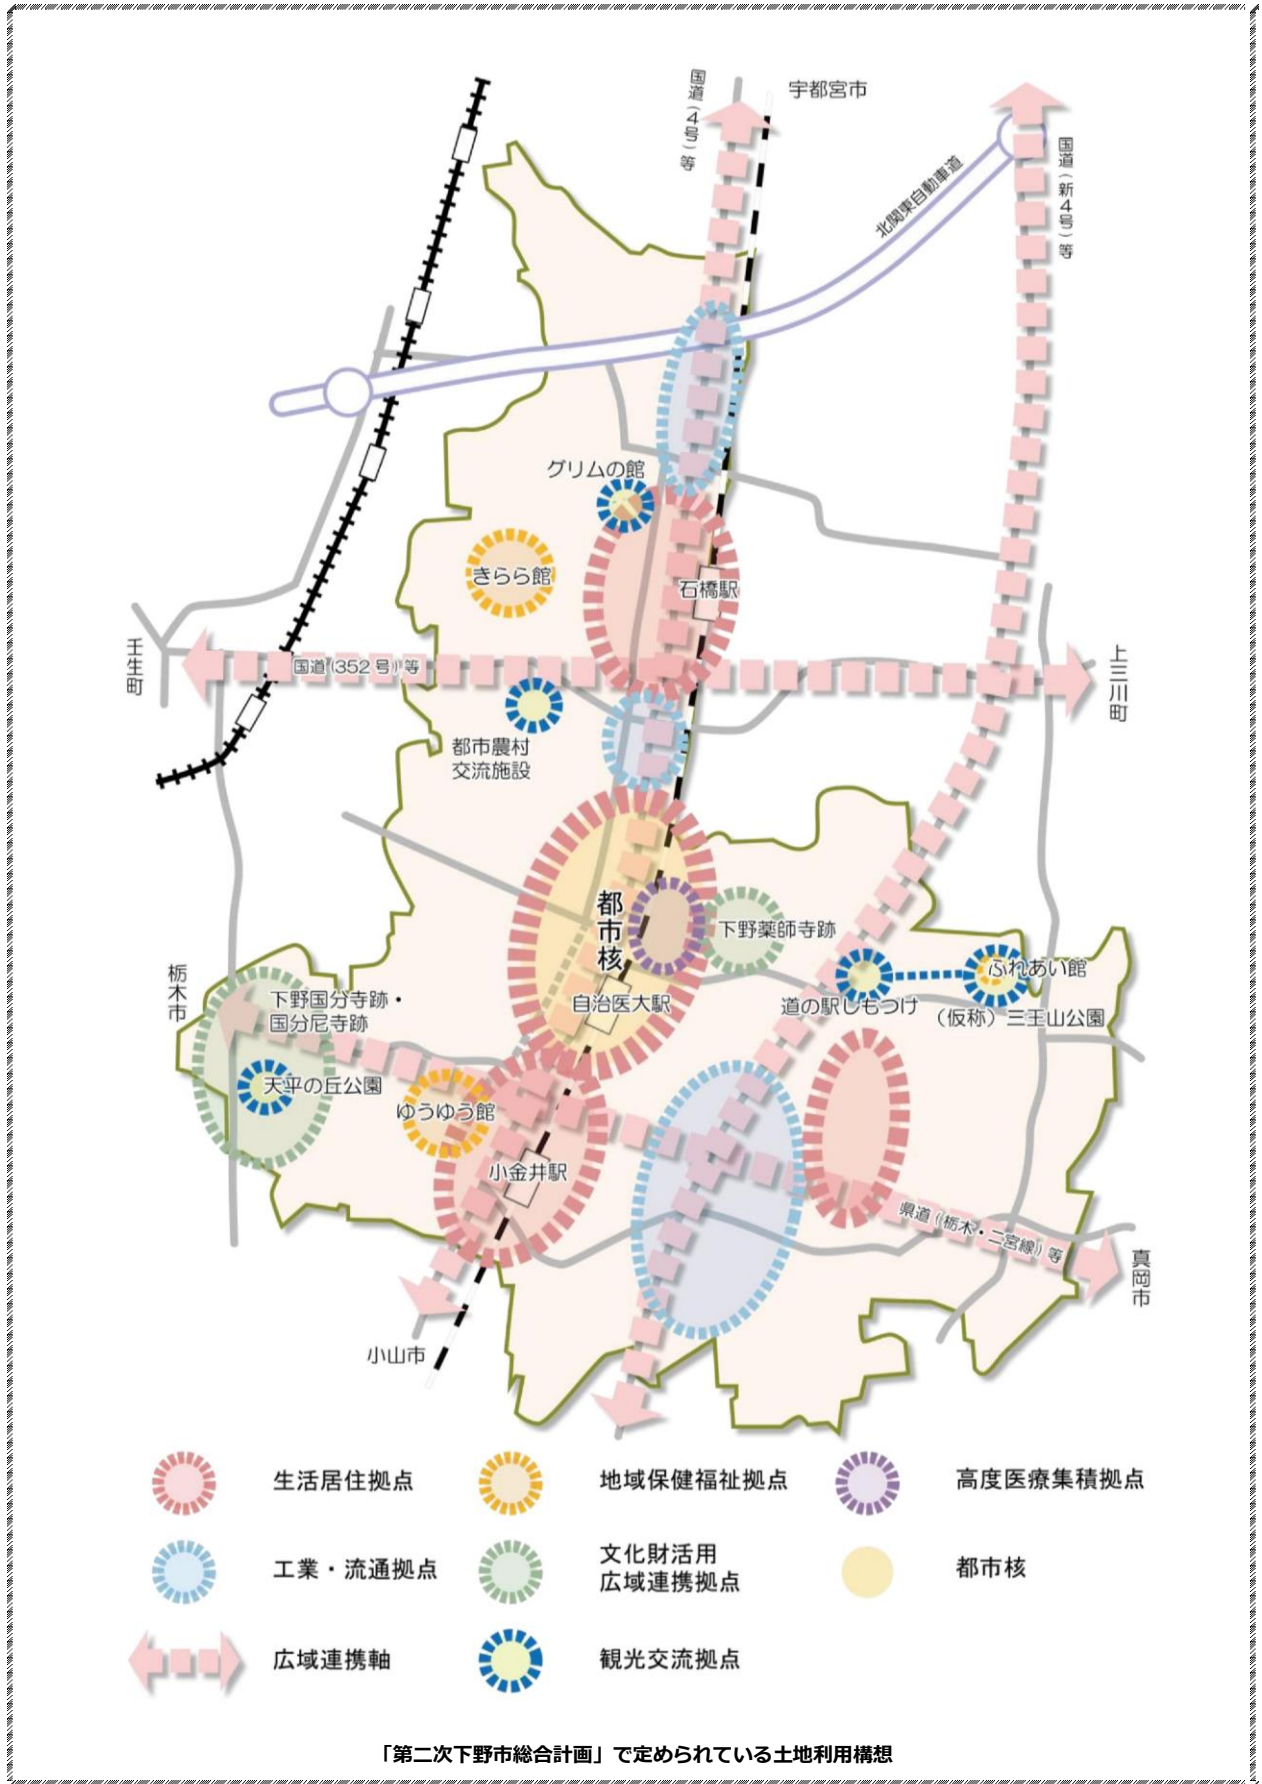 国道(4号)等
宇都宮市
国道(新4号)等
北関東自動車道
グリムの館
きらら館
石橋駅
壬生町
国道(352号)等
上三川町
都市農村
交流施設
都市核
下野薬師寺跡
ふれあい館
栃木市
下野国分寺跡・
国分尼寺跡
自治医大駅
道の駅しもつけ
(仮称)三王山公園
天平の丘公園
ゆうゆう館
小金井駅
県道(栃木・二宮線)等
真岡市
小山市
生活居住拠点
地域保健福祉拠点
高度医療集積拠点
工業・流通拠点
文化財活用
広域連携拠点
都市核
広域連携軸
観光交流拠点
「第二次下野市総合計画」で定められている土地利用構想